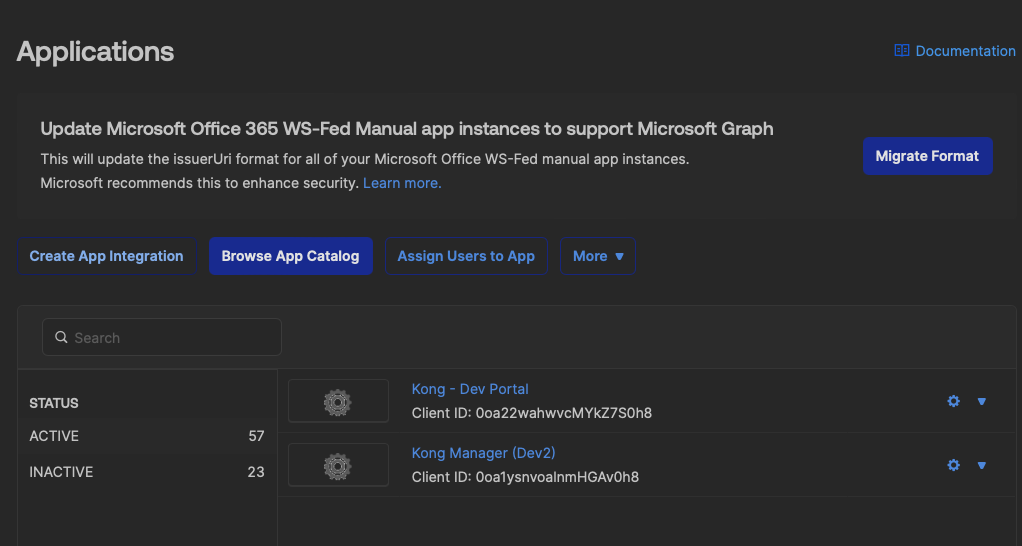 Applications
Documentation
Update Microsoft Office 365 WS-Fed Manual app instances to support Microsoft Graph
This will update the issuerUri format for all of your Microsoft Office WS-Fed manual app instances.
Microsoft recommends this to enhance security. Learn more.
Migrate Format
Create App Integration
Browse App Catalog
Assign Users to App
More
Search
STATUS
ACTIVE 57
INACTIVE 23
Kong - Dev Portal
Client ID: 0oa22wahwvcMYkZ7S0h8
Kong Manager (Dev2)
Client ID: 0oa1ysnvoalnmHGAv0h8